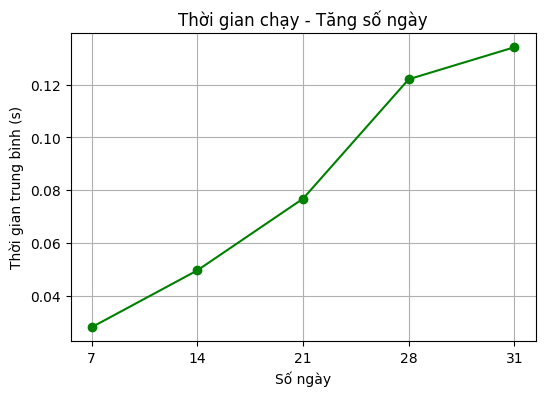 Thời gian chạy - Tăng số ngày
Thời gian trung bình (s)
0.12
0.10
0.08
0.06
0.04
7 14 21 28 31
Số ngày